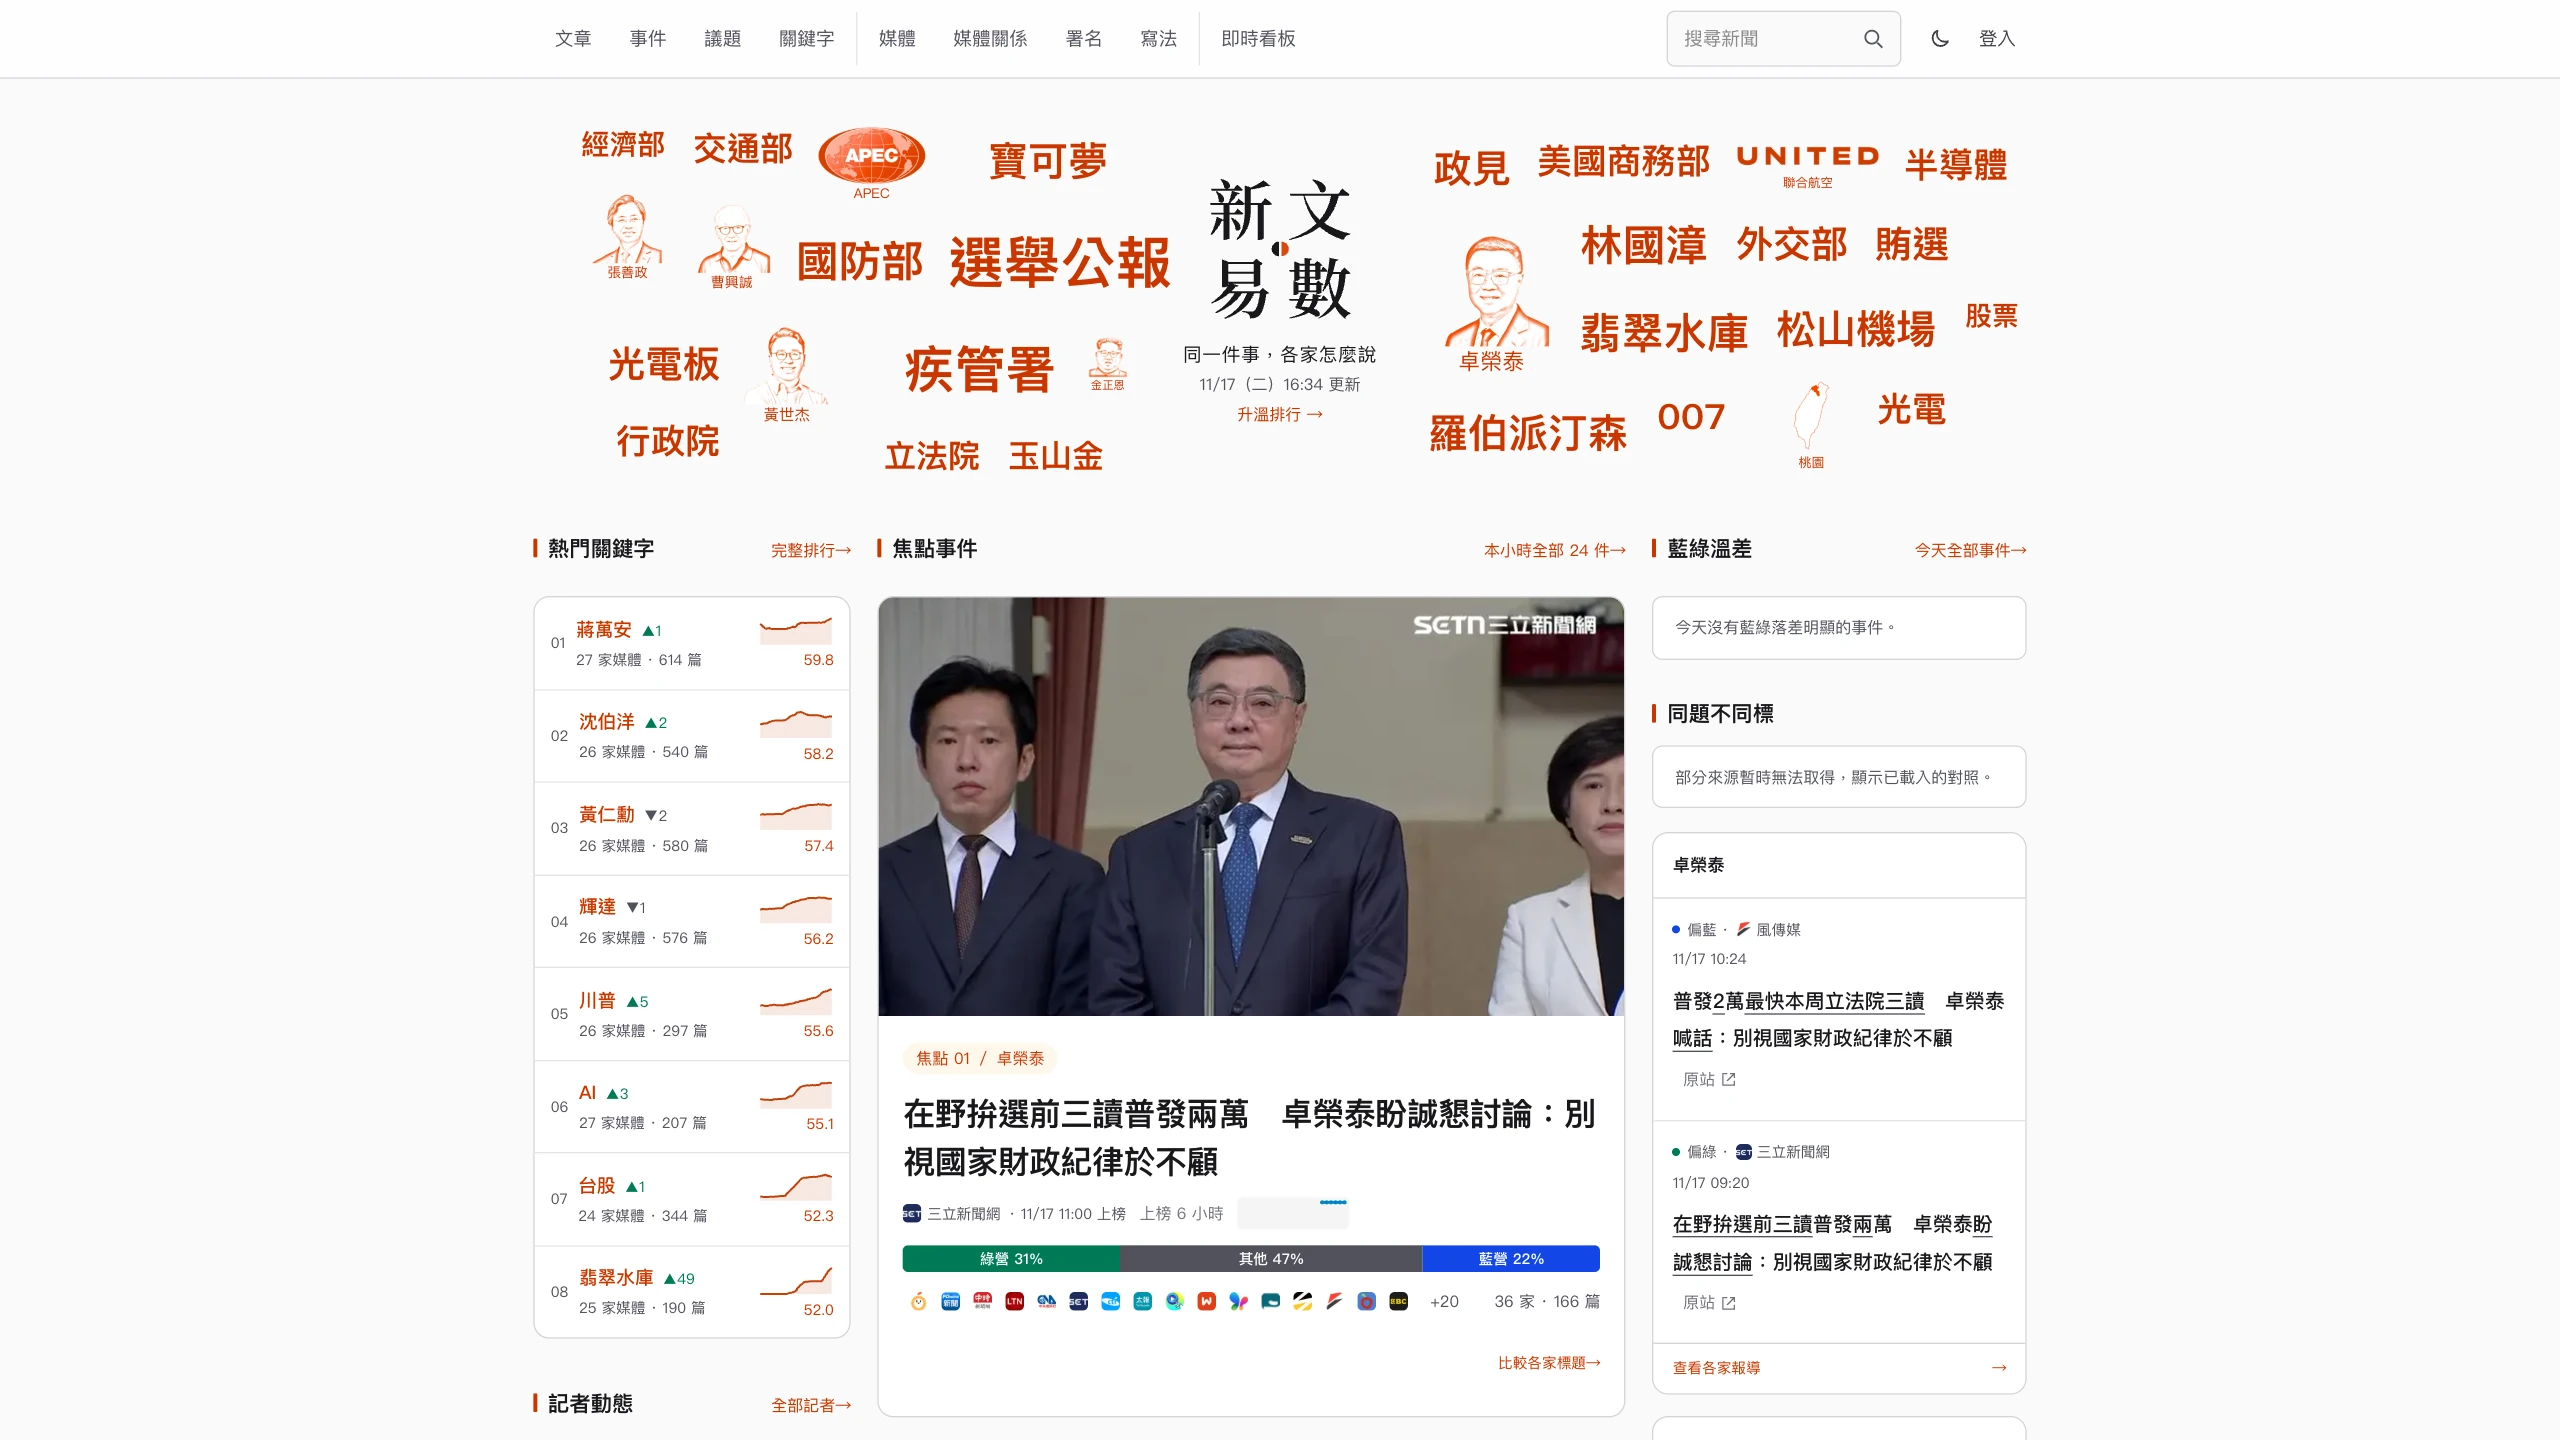 文章 事件 議題 關鍵字 媒體 媒體關係 署名 寫法 即時看板 搜尋新聞 登入
經濟部 交通部 APEC 寶可夢
APEC
張善政 曹興誠 國防部 選舉公報
光電板 黃世杰 疾管署 金正恩
行政院 立法院 玉山金
新文易數
同一件事，各家怎麼說
11/17（二）16:34 更新
升溫排行 →
政見 美國商務部 UNITED 半導體
聯合航空
卓榮泰 林國漳 外交部 賄選
翡翠水庫 松山機場 股票
羅伯派汀森 007 桃園 光電
熱門關鍵字 完整排行→
01 蔣萬安 ▲1
27 家媒體 · 614 篇 59.8
02 沈伯洋 ▲2
26 家媒體 · 540 篇 58.2
03 黃仁勳 ▼2
26 家媒體 · 580 篇 57.4
04 輝達 ▼1
26 家媒體 · 576 篇 56.2
05 川普 ▲5
26 家媒體 · 297 篇 55.6
06 AI ▲3
27 家媒體 · 207 篇 55.1
07 台股 ▲1
24 家媒體 · 344 篇 52.3
08 翡翠水庫 ▲49
25 家媒體 · 190 篇 52.0
記者動態 全部記者→
焦點事件 本小時全部 24 件→
SETN三立新聞網
焦點 01 / 卓榮泰
在野拚選前三讀普發兩萬　卓榮泰盼誠懇討論：別
視國家財政紀律於不顧
SET 三立新聞網 · 11/17 11:00 上榜 上榜 6 小時
綠營 31% 其他 47% 藍營 22%
LTN SET EBC +20 36 家 · 166 篇
比較各家標題→
藍綠溫差 今天全部事件→
今天沒有藍綠落差明顯的事件。
同題不同標
部分來源暫時無法取得，顯示已載入的對照。
卓榮泰
偏藍 · 風傳媒
11/17 10:24
普發2萬最快本周立法院三讀　卓榮泰
喊話：別視國家財政紀律於不顧
原站
偏綠 · SET 三立新聞網
11/17 09:20
在野拚選前三讀普發兩萬　卓榮泰盼
誠懇討論：別視國家財政紀律於不顧
原站
查看各家報導 →